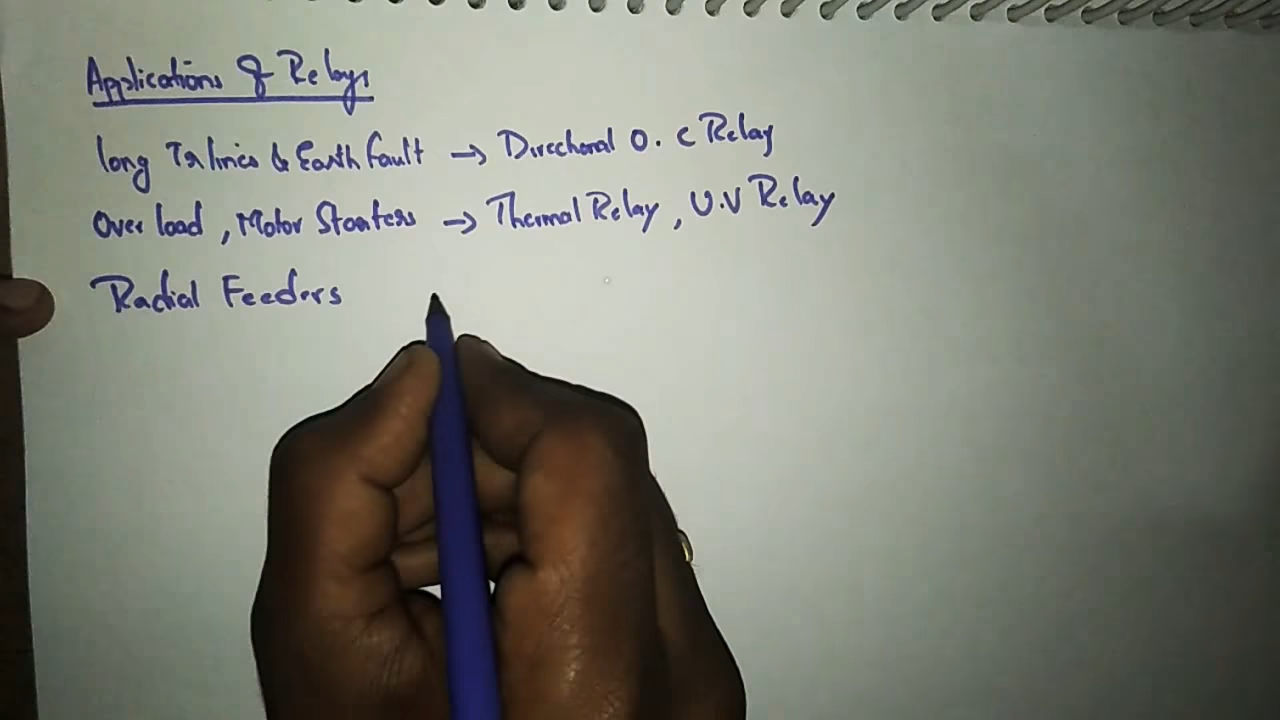 Applications of Relays
long Tx lines & Earth fault → Directional O.C Relay
Over load, Motor Starters → Thermal Relay, U.V Relay
Radial Feeders